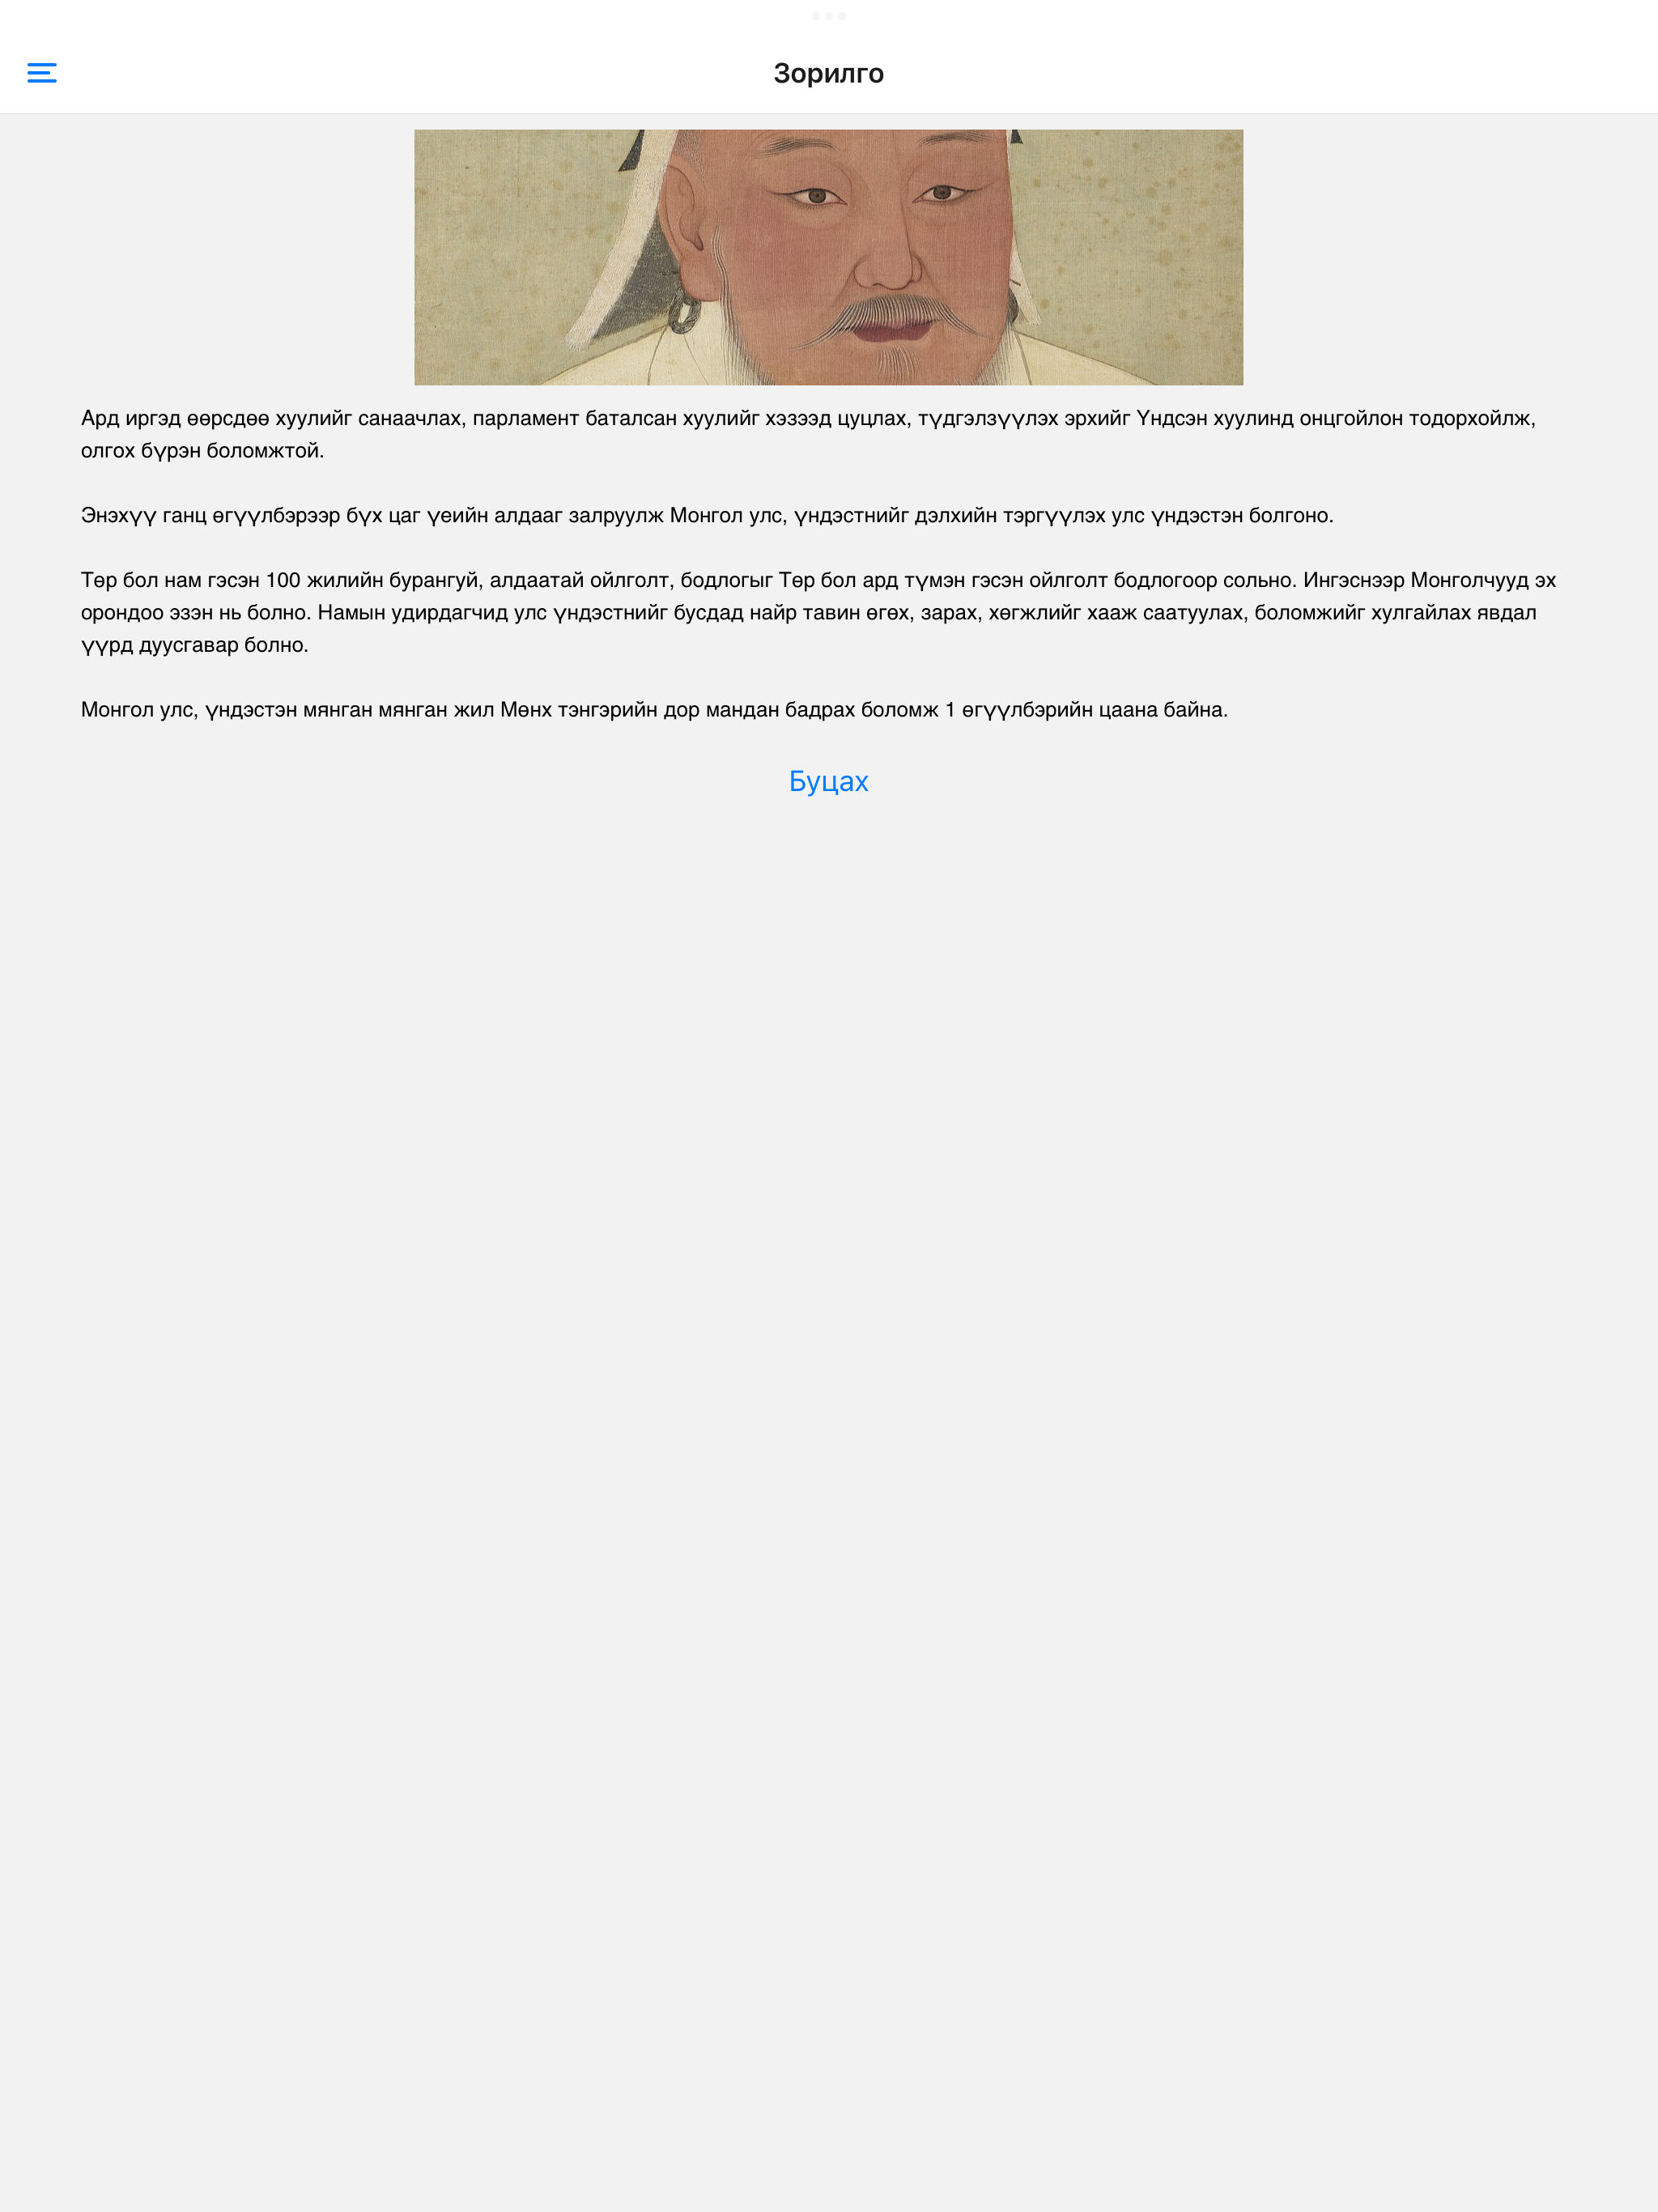 Зорилго
Ард иргэд өөрсдөө хуулийг санаачлах, парламент баталсан хуулийг хэзээд цуцлах, түдгэлзүүлэх эрхийг Үндсэн хуулинд онцгойлон тодорхойлж,
олгох бүрэн боломжтой.
Энэхүү ганц өгүүлбэрээр бүх цаг үеийн алдааг залруулж Монгол улс, үндэстнийг дэлхийн тэргүүлэх улс үндэстэн болгоно.
Төр бол нам гэсэн 100 жилийн бурангуй, алдаатай ойлголт, бодлогыг Төр бол ард түмэн гэсэн ойлголт бодлогоор сольно. Ингэснээр Монголчууд эх
орондоо эзэн нь болно. Намын удирдагчид улс үндэстнийг бусдад найр тавин өгөх, зарах, хөгжлийг хааж саатуулах, боломжийг хулгайлах явдал
үүрд дуусгавар болно.
Монгол улс, үндэстэн мянган мянган жил Мөнх тэнгэрийн дор мандан бадрах боломж 1 өгүүлбэрийн цаана байна.
Буцах